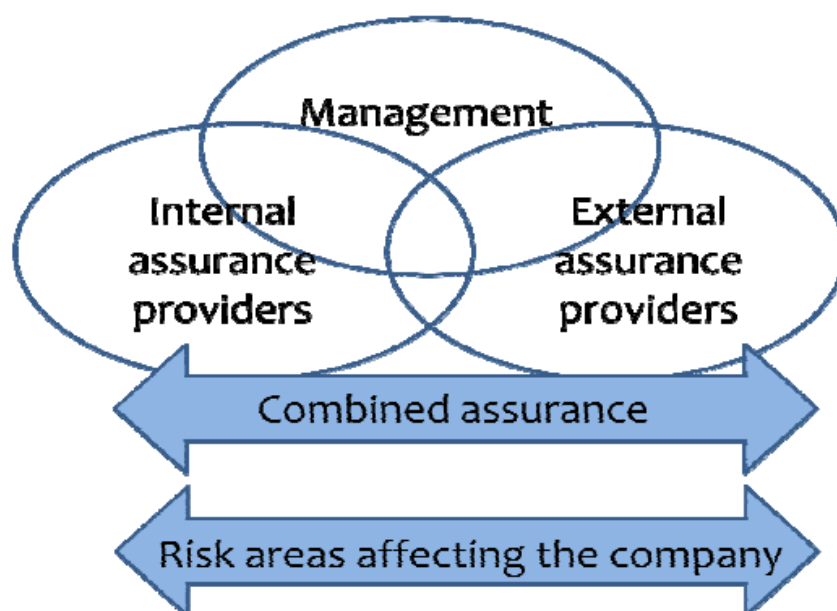 Management
Internal
assurance
providers
External
assurance
providers
Combined assurance
Risk areas affecting the company